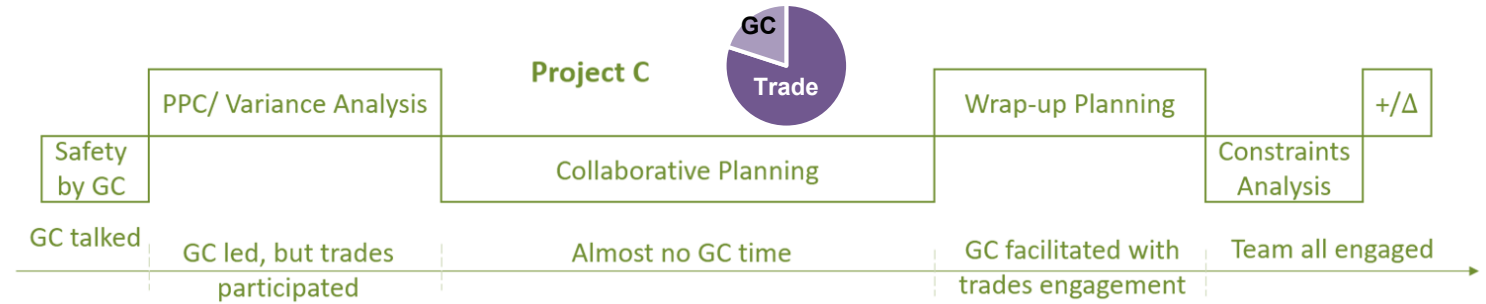 Project C
GC
Trade
Safety
by GC
PPC/ Variance Analysis
Collaborative Planning
Wrap-up Planning
Constraints
Analysis
+/Δ
GC talked
GC led, but trades
participated
Almost no GC time
GC facilitated with
trades engagement
Team all engaged